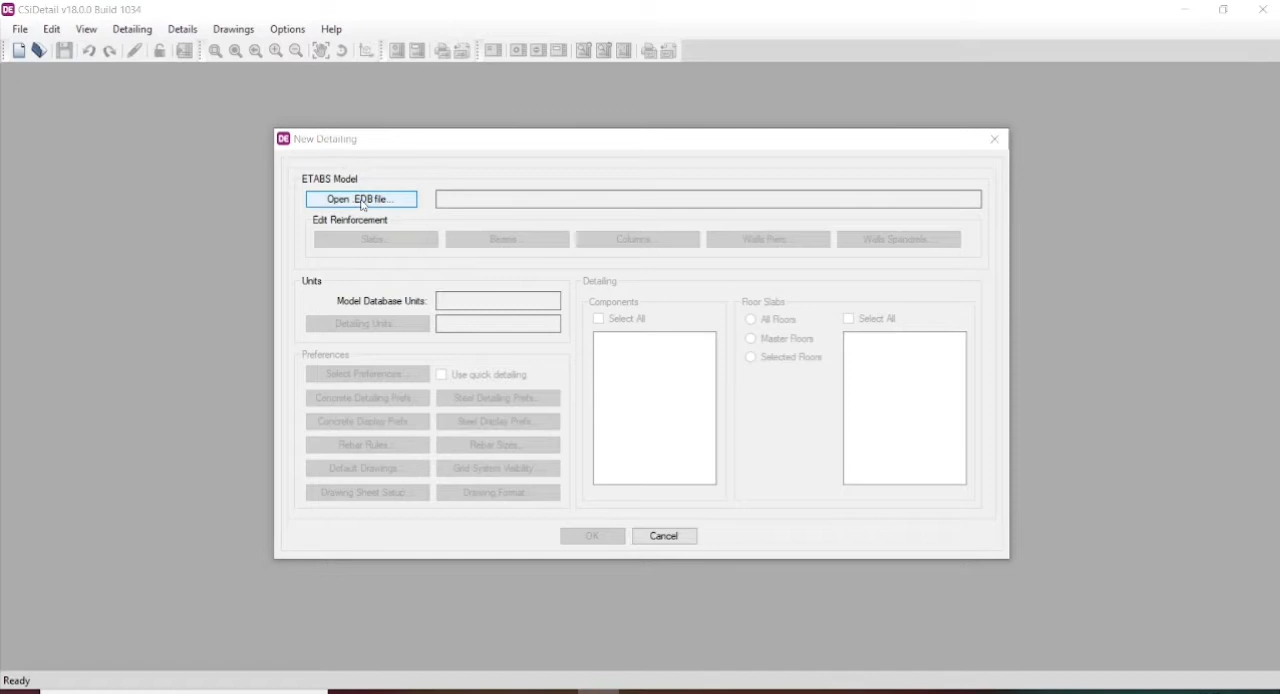 DE CSiDetail v18.0.0 Build 1034
File Edit View Detailing Details Drawings Options Help
DE New Detailing
ETABS Model
Open .EDB file...
Edit Reinforcement
Slabs... Beams... Columns... Walls Piers... Walls Spandrels...
Units
Model Database Units:
Detailing Units...
Preferences
Select Preferences... Use quick detailing
Concrete Detailing Prefs... Steel Detailing Prefs...
Concrete Display Prefs... Steel Display Prefs...
Rebar Rules... Rebar Sizes...
Default Drawings... Grid System Visibility...
Drawing Sheet Setup... Drawing Format...
Detailing
Components
Select All
Floor Slabs
All Floors
Master Floors
Selected Floors
Select All
OK Cancel
Ready